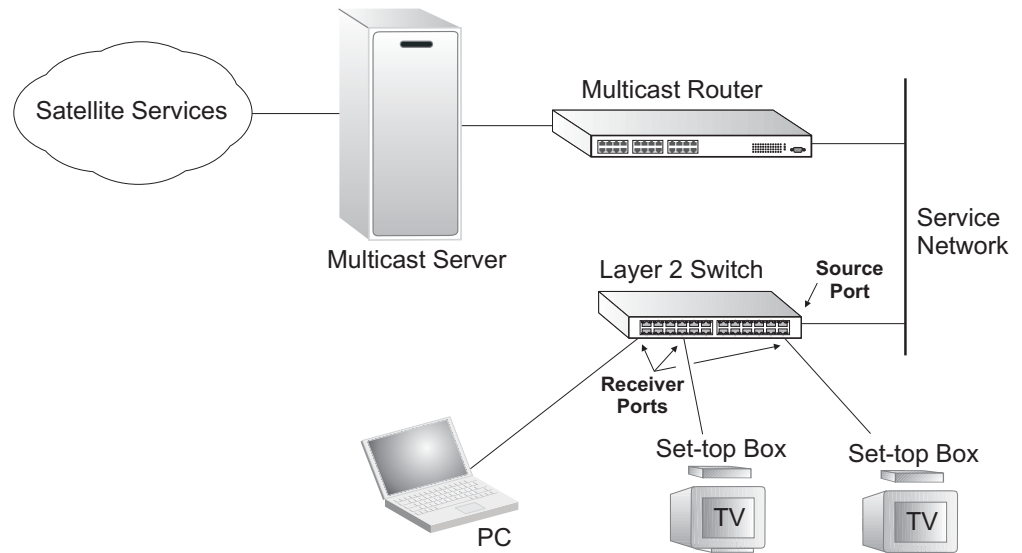 Satellite Services
Multicast Router
Multicast Server
Service
Network
Layer 2 Switch
Source
Port
Receiver
Ports
Set-top Box
Set-top Box
TV
TV
PC